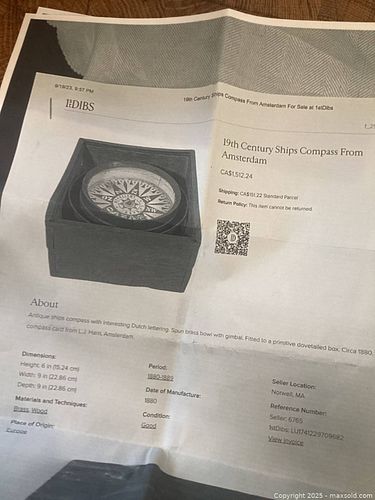 9/19/23, 9:57 PM
19th Century Ships Compass From Amsterdam For Sale at 1stDibs
1STDIBS
19th Century Ships Compass From
Amsterdam
CA$1,512.24
Shipping: CA$151.22 Standard Parcel
Return Policy: This item cannot be returned.
About
Antique ships compass with interesting Dutch lettering. Spun brass bowl with gimbal. Fitted to a primitive dovetailed box. Circa 1880,
compass card from L.J. Harri, Amsterdam.
Dimensions:
Height: 6 in (15.24 cm)
Width: 9 in (22.86 cm)
Depth: 9 in (22.86 cm)
Materials and Techniques:
Brass, Wood
Place of Origin:
Europe
Period:
1880-1889
Date of Manufacture:
1880
Condition:
Good
Seller Location:
Norwell, MA
Reference Number:
Seller: 6765
1stDibs: LU1741229709682
View Invoice
Copyright © 2025 - maxsold.com